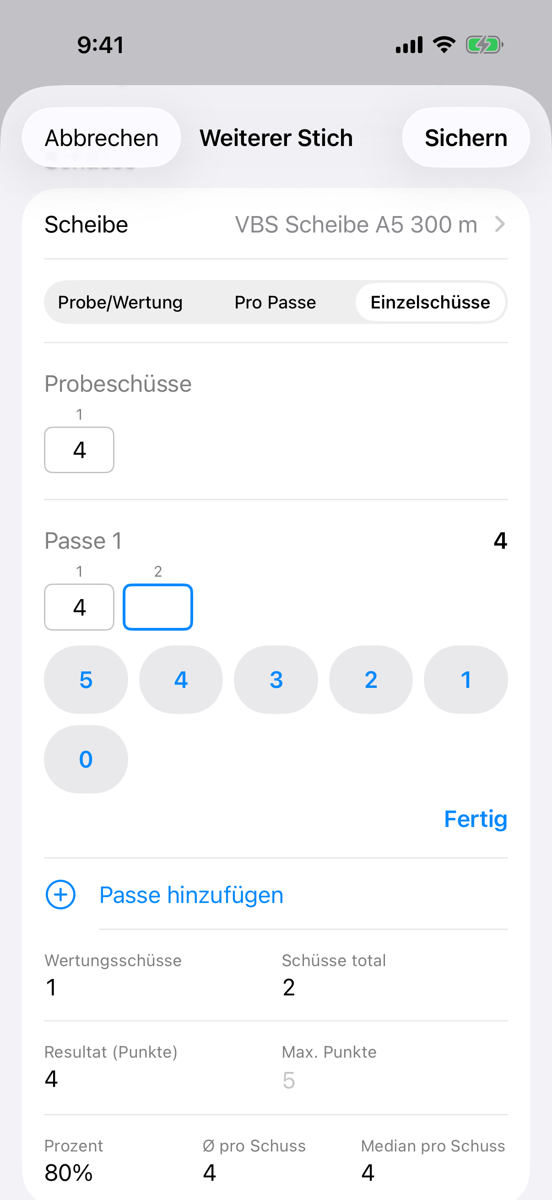 9:41
Abbrechen
Weiterer Stich
Sichern
Scheibe
VBS Scheibe A5 300 m
Probe/Wertung
Pro Passe
Einzelschüsse
Probeschüsse
1
4
Passe 1
4
1
2
4
5
4
3
2
1
0
Fertig
Passe hinzufügen
Wertungsschüsse
Schüsse total
1
2
Resultat (Punkte)
Max. Punkte
4
5
Prozent
Ø pro Schuss
Median pro Schuss
80%
4
4